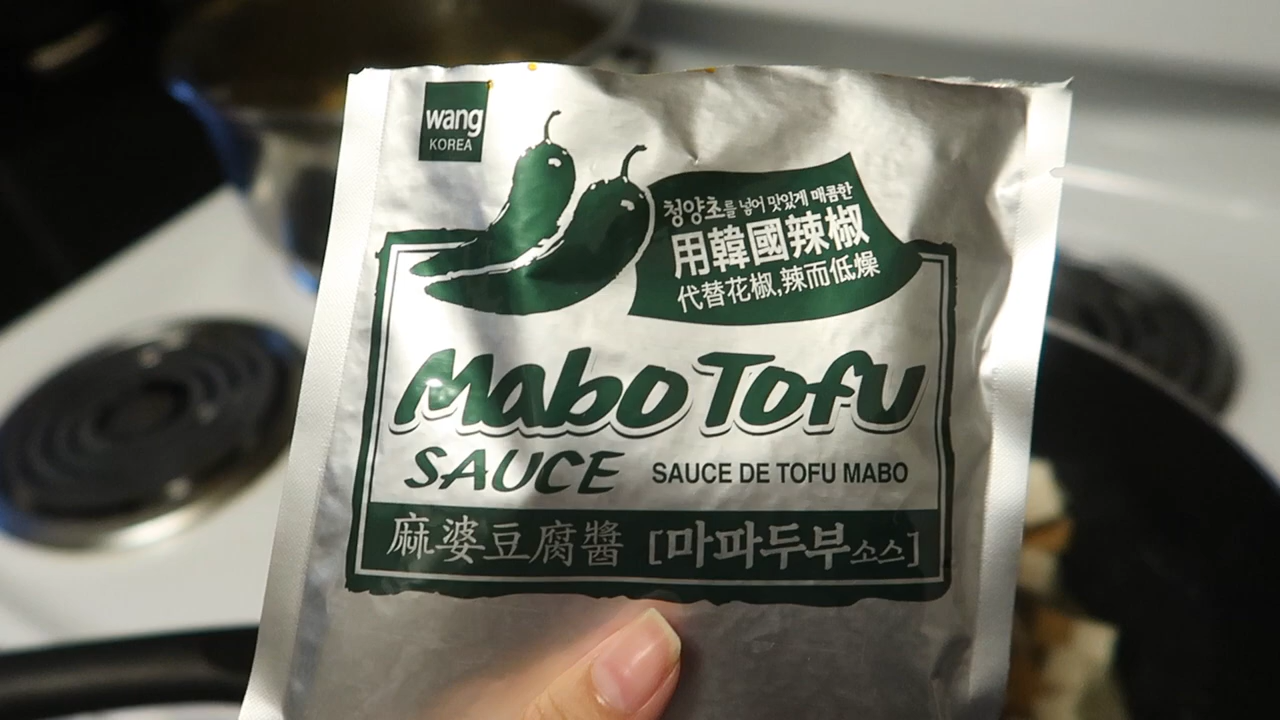 wang
KOREA
청양초를 넣어 맛있게 매콤한
用韓國辣椒
代替花椒,辣而低燥
Mabo Tofu
SAUCE SAUCE DE TOFU MABO
麻婆豆腐醬 [마파두부소스]